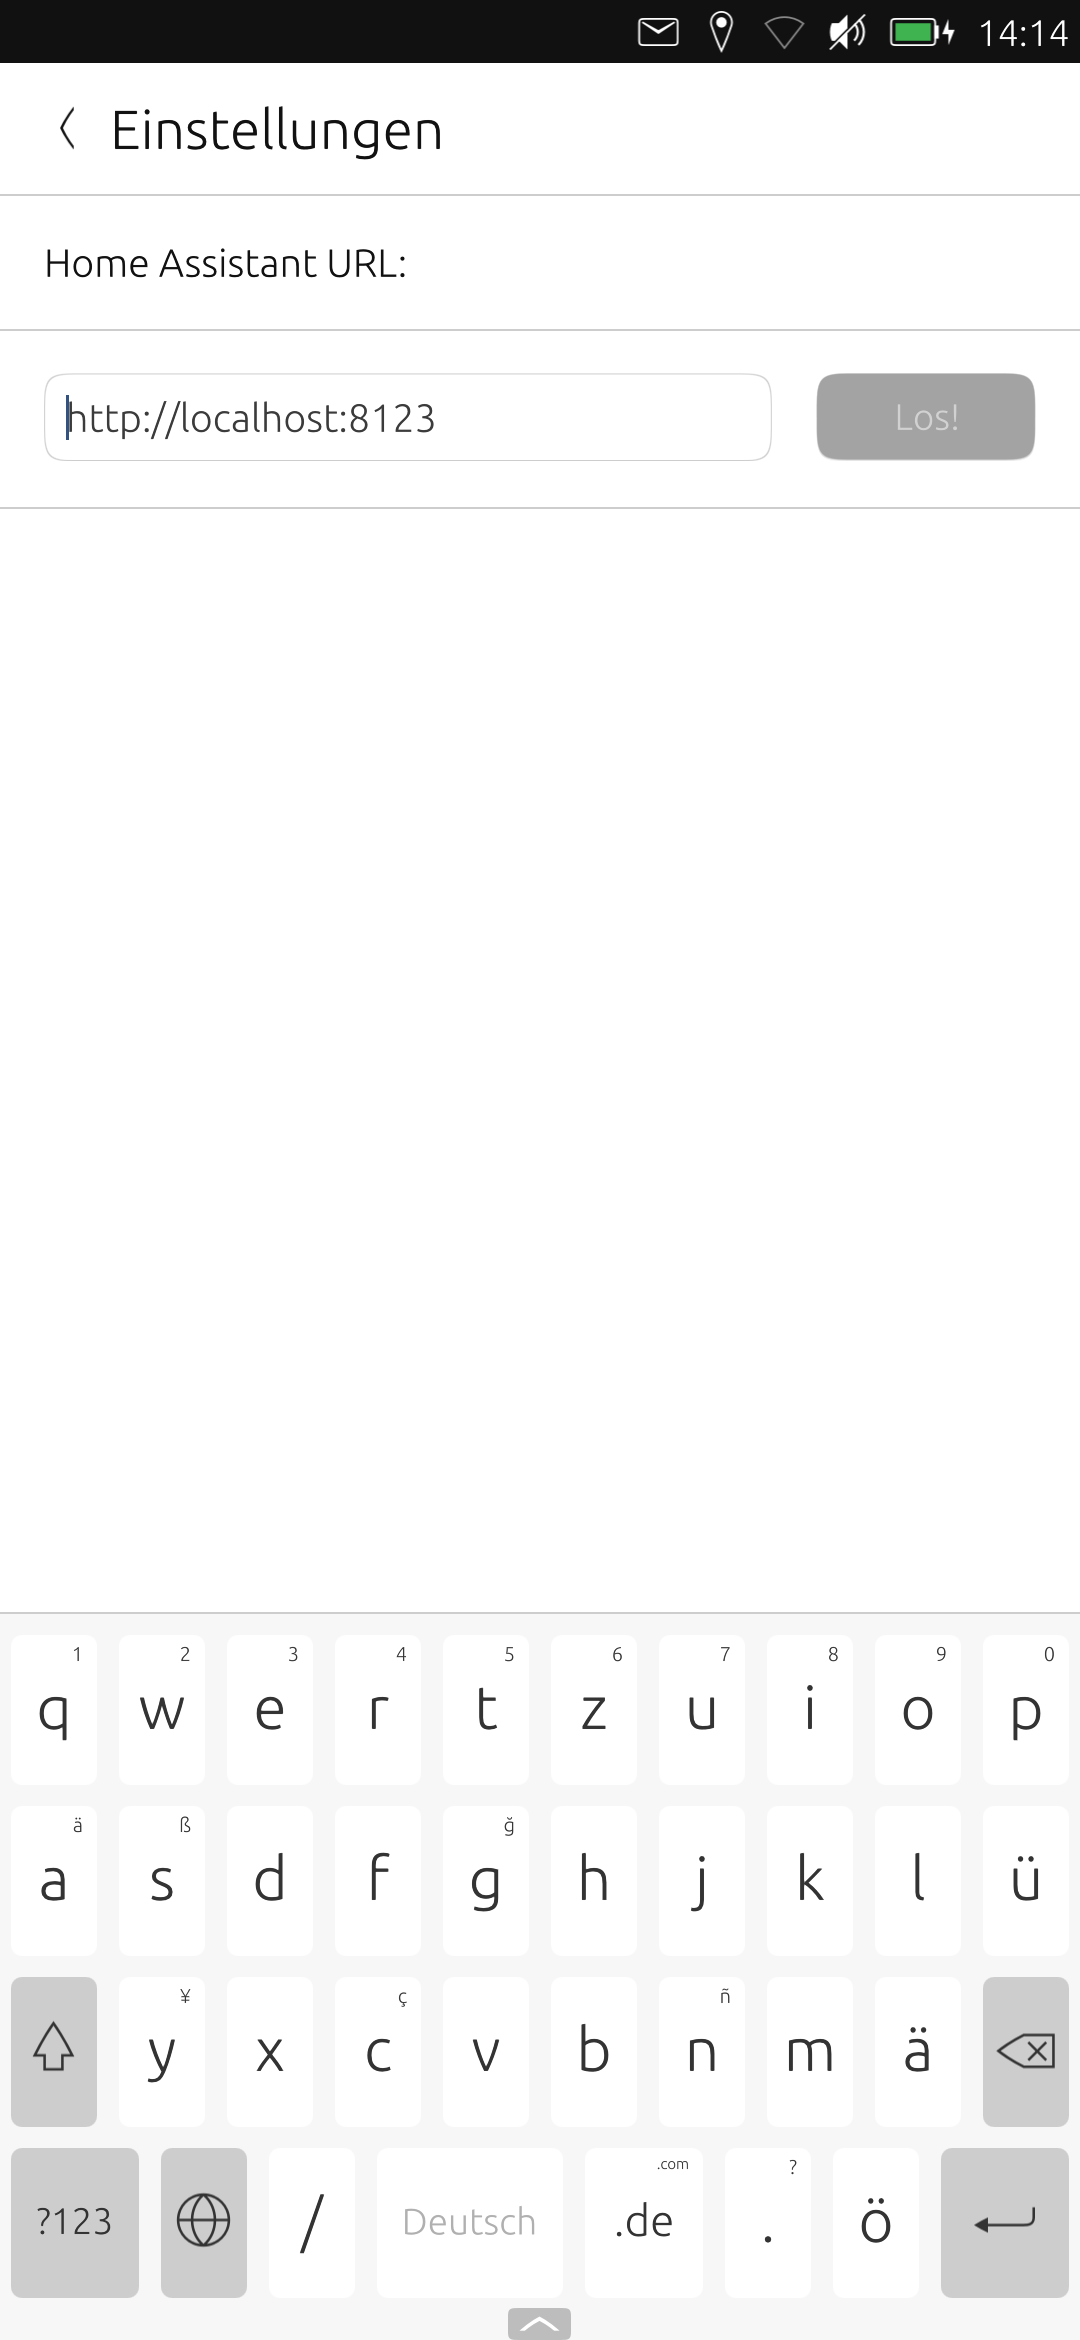 14:14
Einstellungen
Home Assistant URL:
http://localhost:8123 Los!
1 2 3 4 5 6 7 8 9 0
q w e r t z u i o p
ä ß ğ
a s d f g h j k l ü
¥ ç ñ
y x c v b n m ä
.com ?
?123 / Deutsch .de . ö